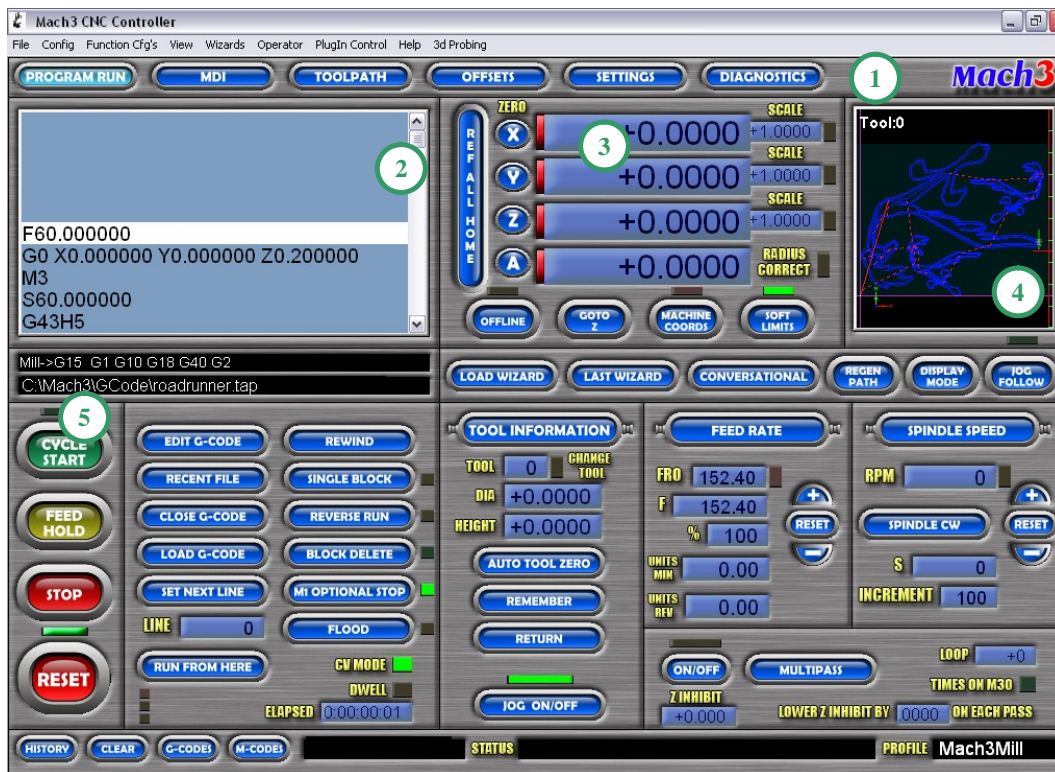 Mach3 CNC Controller
File Config Function Cfg's View Wizards Operator PlugIn Control Help 3d Probing
PROGRAM RUN MDI TOOLPATH OFFSETS SETTINGS DIAGNOSTICS 1 Mach3
2
F60.000000
G0 X0.000000 Y0.000000 Z0.200000
M3
S60.000000
G43H5
Mill->G15 G1 G10 G18 G40 G2
C:\Mach3\GCode\roadrunner.tap
REF ALL HOME
ZERO SCALE
X +0.0000 +1.0000
3
SCALE
Y +0.0000 +1.0000
SCALE
Z +0.0000 +1.0000
A +0.0000 RADIUS CORRECT
OFFLINE GOTO Z MACHINE COORDS SOFT LIMITS
Tool:0
4
LOAD WIZARD LAST WIZARD CONVERSATIONAL REGEN PATH DISPLAY MODE JOG FOLLOW
5
CYCLE START
FEED HOLD
STOP
RESET
EDIT G-CODE REWIND
RECENT FILE SINGLE BLOCK
CLOSE G-CODE REVERSE RUN
LOAD G-CODE BLOCK DELETE
SET NEXT LINE M1 OPTIONAL STOP
LINE 0 FLOOD
RUN FROM HERE CV MODE
DWELL
ELAPSED 0:00:00:01
TOOL INFORMATION
TOOL 0 CHANGE TOOL
DIA +0.0000
HEIGHT +0.0000
AUTO TOOL ZERO
REMEMBER
RETURN
JOG ON/OFF
FEED RATE
FRO 152.40
F 152.40
% 100
+
RESET
UNITS MIN 0.00
UNITS REV 0.00
SPINDLE SPEED
RPM 0
+
SPINDLE CW RESET
S 0
INCREMENT 100
ON/OFF MULTIPASS LOOP +0
TIMES ON M30
Z INHIBIT
+0.000 LOWER Z INHIBIT BY .0000 ON EACH PASS
HISTORY CLEAR G-CODES M-CODES STATUS PROFILE Mach3Mill